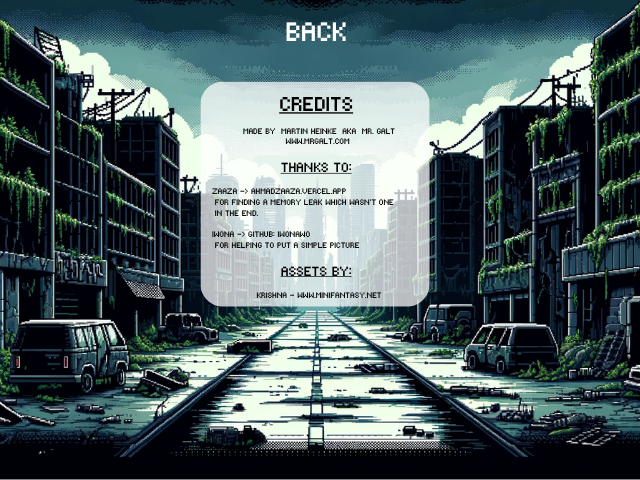 BACK
CREDITS
MADE BY MARTIN HEINKE AKA MR. GALT
WWW.MRGALT.COM
THANKS TO:
ZAAZA -> AHMADZAAZA.VERCEL.APP
FOR FINDING A MEMORY LEAK WHICH WASN'T ONE
IN THE END.
IWONA -> GITHUB: IWONAWO
FOR HELPING TO PUT A SIMPLE PICTURE
ASSETS BY:
KRISHNA - WWW.MINIFANTASY.NET